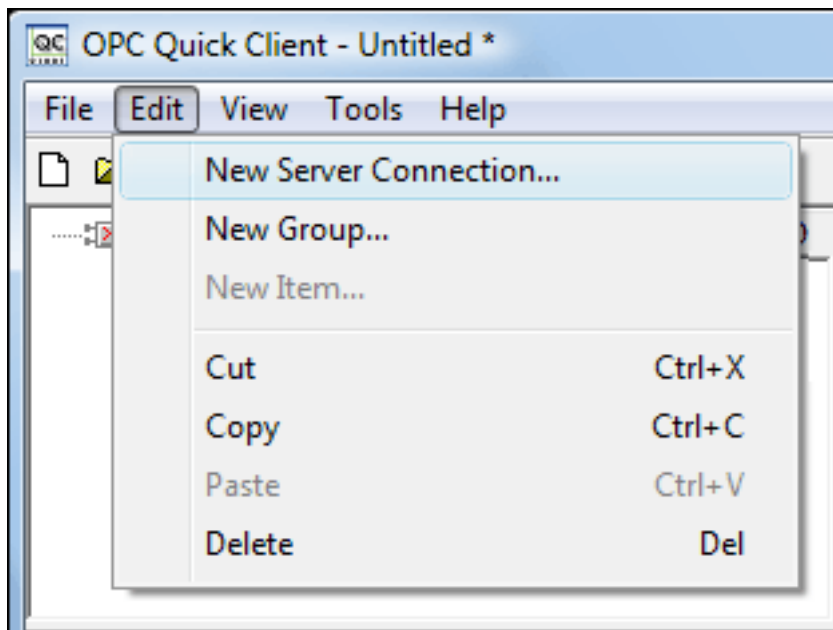 QC
OPC Quick Client - Untitled *
File Edit View Tools Help
New Server Connection...
New Group...
New Item...
Cut Ctrl+X
Copy Ctrl+C
Paste Ctrl+V
Delete Del